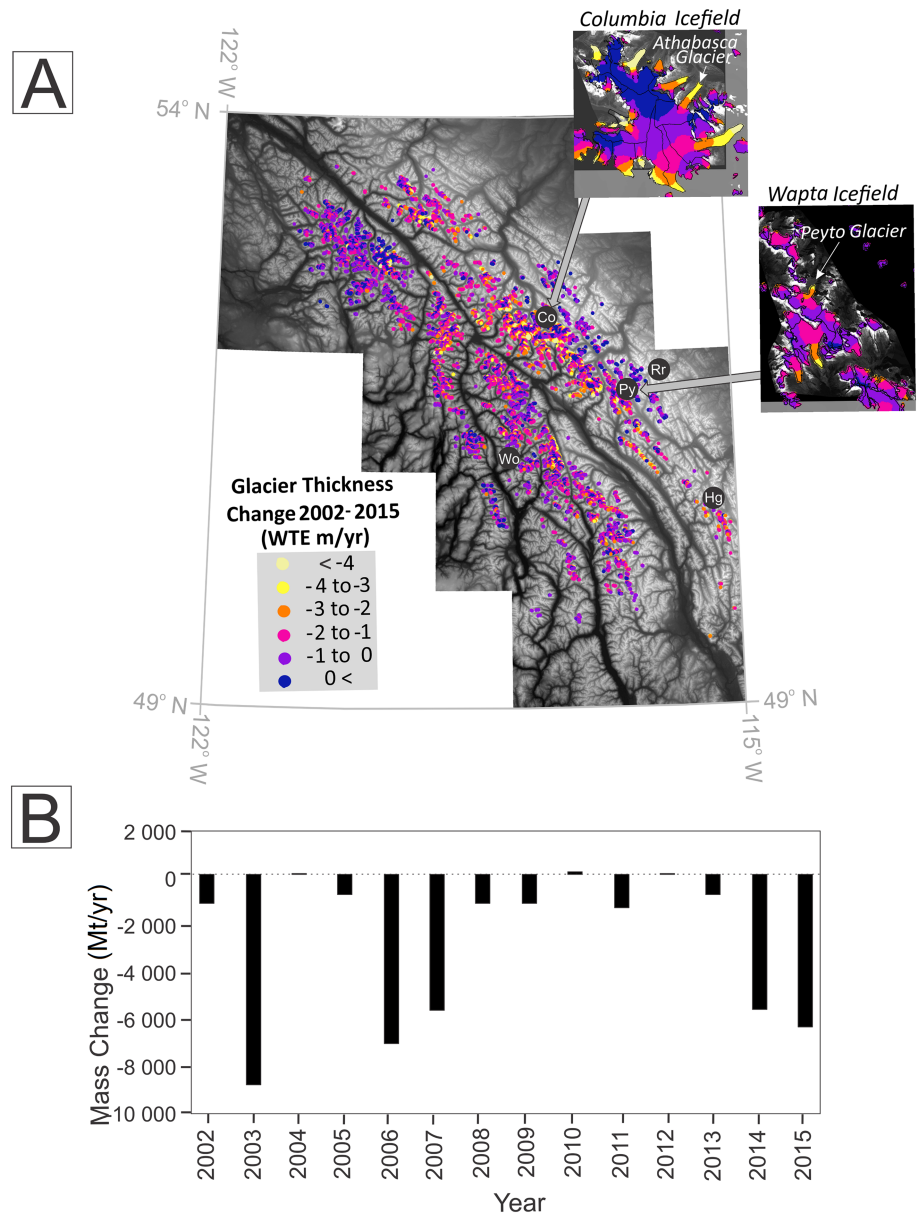 A
Columbia Icefield
Athabasca
Glacier
122° W
54° N
Wapta Icefield
Peyto Glacier
Co
Rr
Py
Wo
Hg
Glacier Thickness
Change 2002-2015
(WTE m/yr)
< -4
-4 to -3
-3 to -2
-2 to -1
-1 to 0
0 <
49° N
49° N
122° W
115° W
B
Mass Change (Mt/yr)
2 000
0
-2 000
-4 000
-6 000
-8 000
10 000
2002 2003 2004 2005 2006 2007 2008 2009 2010 2011 2012 2013 2014 2015
Year